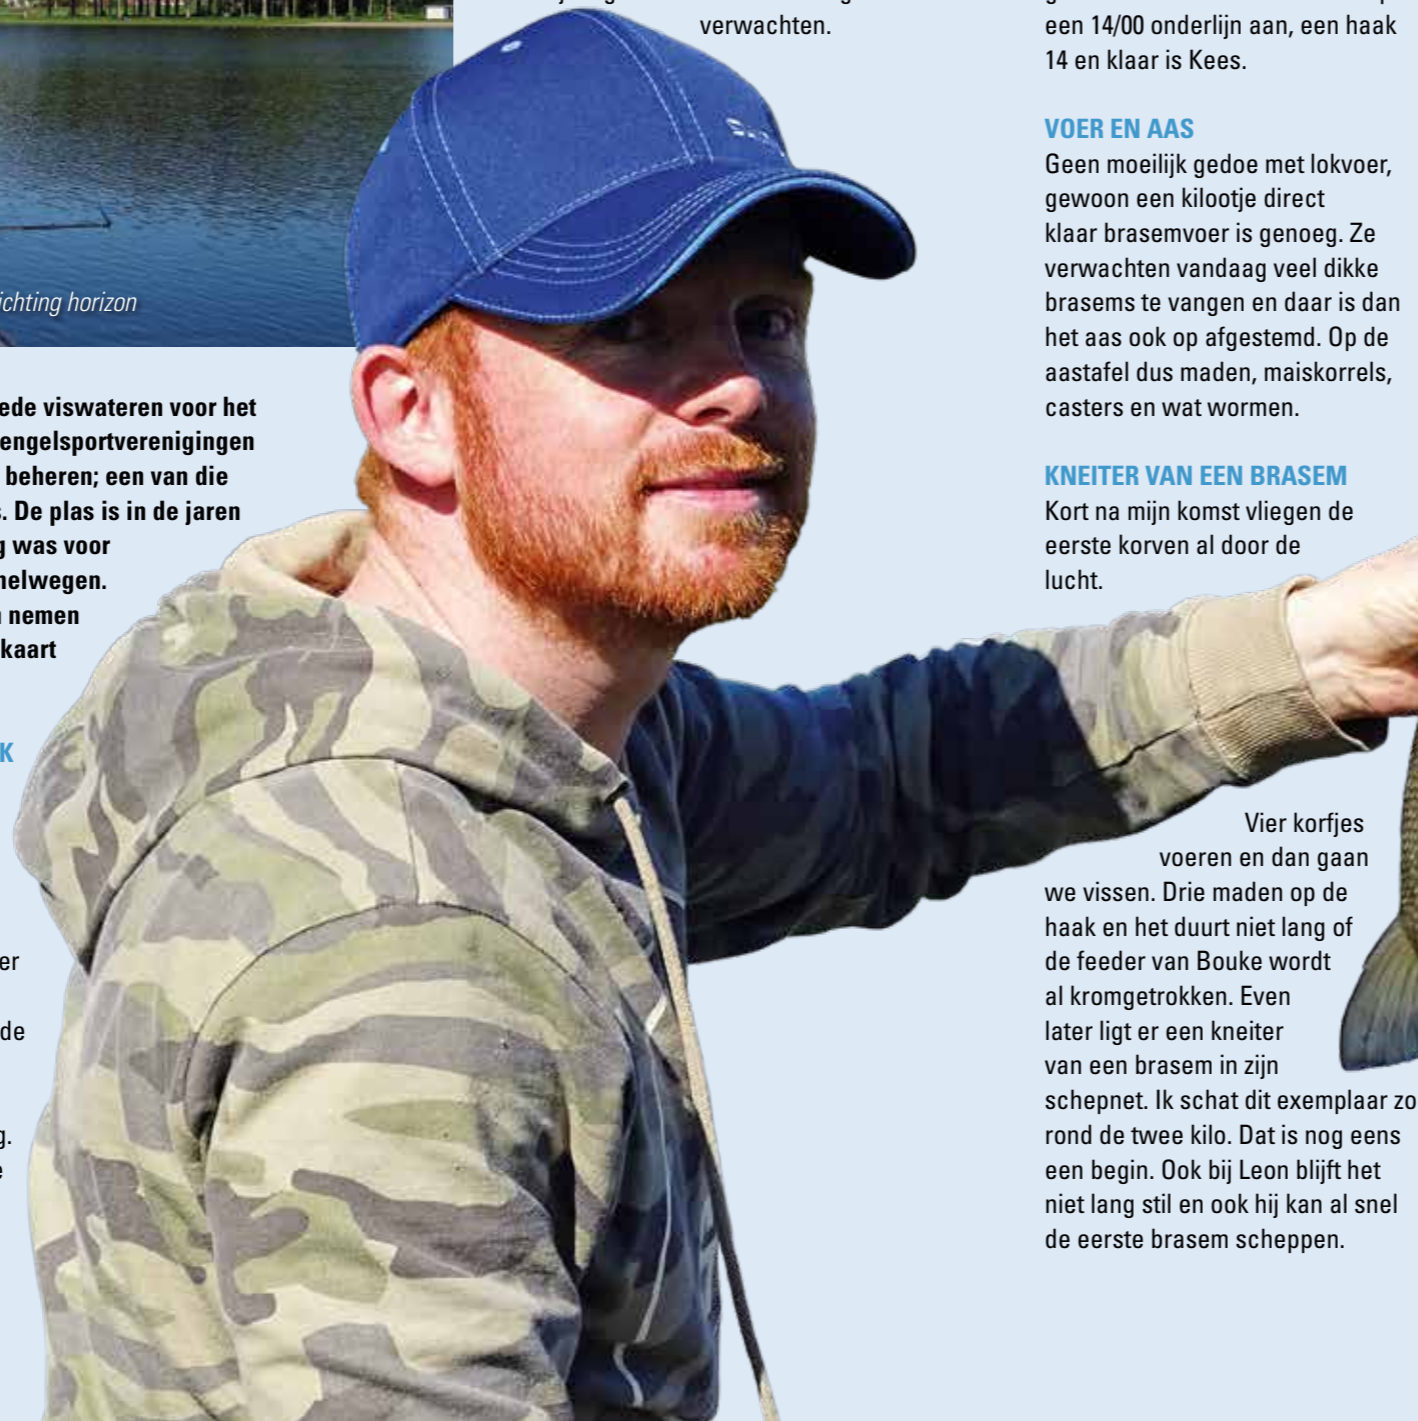 verwachten.
een 14/00 onderlijn aan, een haak
14 en klaar is Kees.
VOER EN AAS
Geen moeilijk gedoe met lokvoer,
gewoon een kilootje direct
klaar brasemvoer is genoeg. Ze
verwachten vandaag veel dikke
brasems te vangen en daar is dan
het aas ook op afgestemd. Op de
aastafel dus maden, maiskorrels,
casters en wat wormen.
KNEITER VAN EEN BRASEM
Kort na mijn komst vliegen de
eerste korven al door de
lucht.
Vier korfjes
voeren en dan gaan
we vissen. Drie maden op de
haak en het duurt niet lang of
de feeder van Bouke wordt
al kromgetrokken. Even
later ligt er een kneiter
van een brasem in zijn
schepnet. Ik schat dit exemplaar zo
rond de twee kilo. Dat is nog eens
een begin. Ook bij Leon blijft het
niet lang stil en ook hij kan al snel
de eerste brasem scheppen.
ichting horizon
ede viswateren voor het
engelsportverenigingen
beheren; een van die
. De plas is in de jaren
g was voor
nelwegen.
nemen
kaart
K
er
de
g.
e